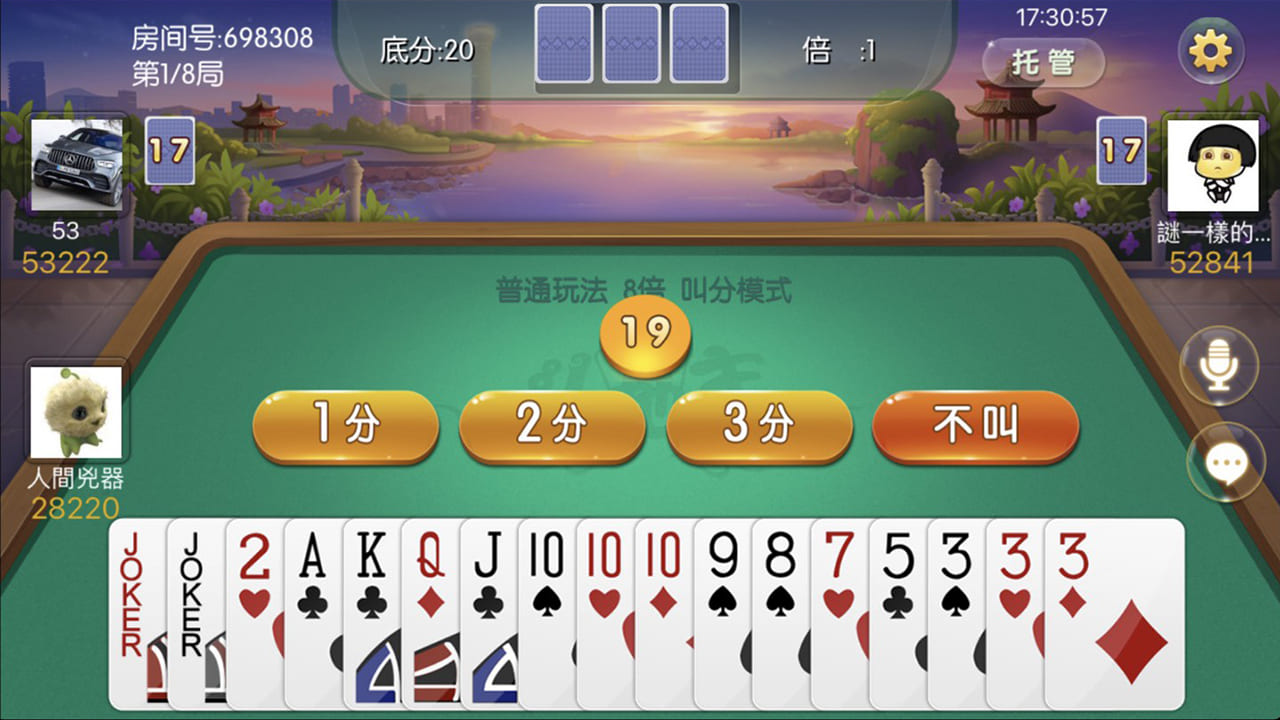 房间号:698308
第1/8局
底分:20
倍 :1
17:30:57
托管
17
17
53
53222
謎一樣的...
52841
普通玩法 8倍 叫分模式
19
1分
2分
3分
不叫
人間兇器
28220
JOKER
JOKER
2
A
K
Q
J
10
10
10
9
8
7
5
3
3
3